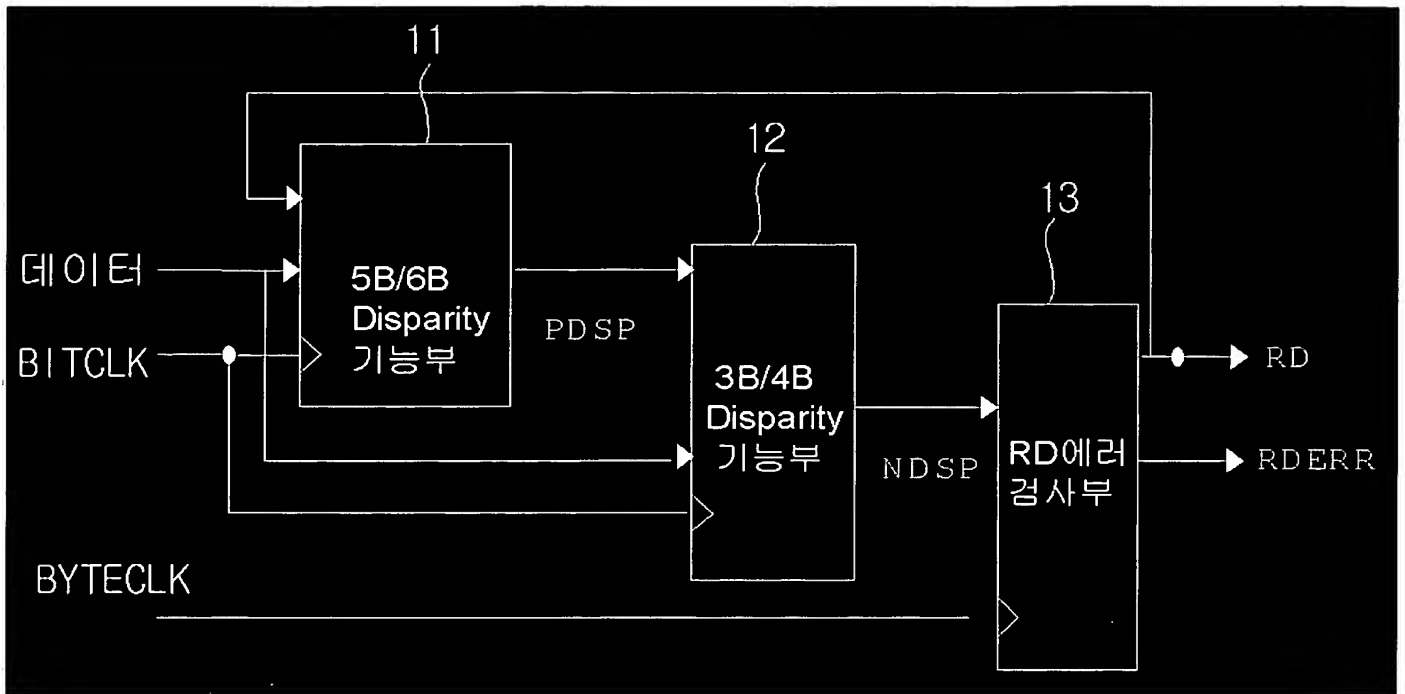 11
12
13
데이터
5B/6B
Disparity
기능부
PDSP
BITCLK
3B/4B
Disparity
기능부
NDSP
RD에러
검사부
RD
RDERR
BYTECLK